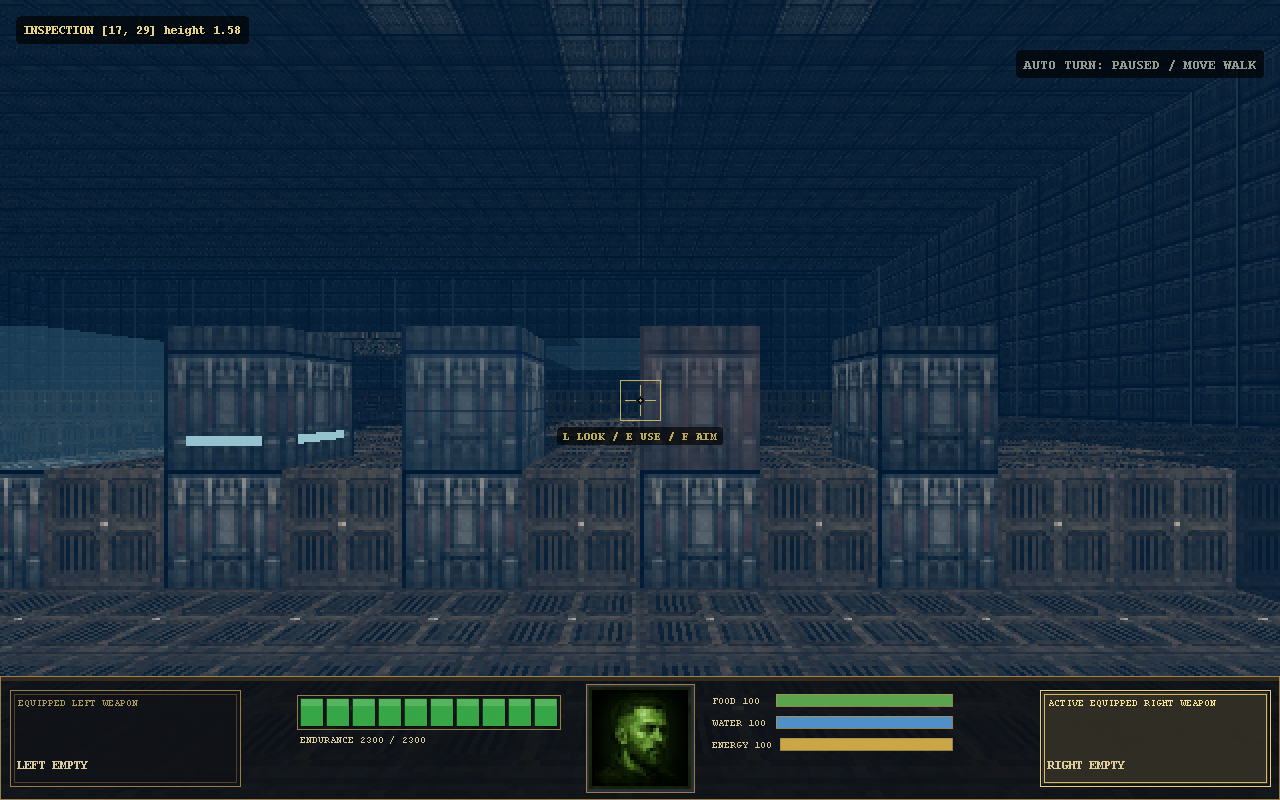 INSPECTION [17, 29] height 1.58
AUTO TURN: PAUSED / MOVE WALK
L LOOK / E USE / F AIM
EQUIPPED LEFT WEAPON
LEFT EMPTY
ENDURANCE 2300 / 2300
FOOD 100
WATER 100
ENERGY 100
ACTIVE EQUIPPED RIGHT WEAPON
RIGHT EMPTY